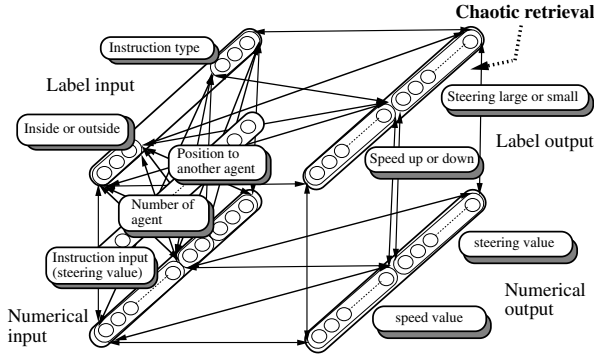 Chaotic retrieval
Instruction type
Label input
Steering large or small
Inside or outside
Label output
Position to
another agent
Speed up or down
Number of
agent
Instruction input
(steering value)
steering value
Numerical
input
Numerical
output
speed value